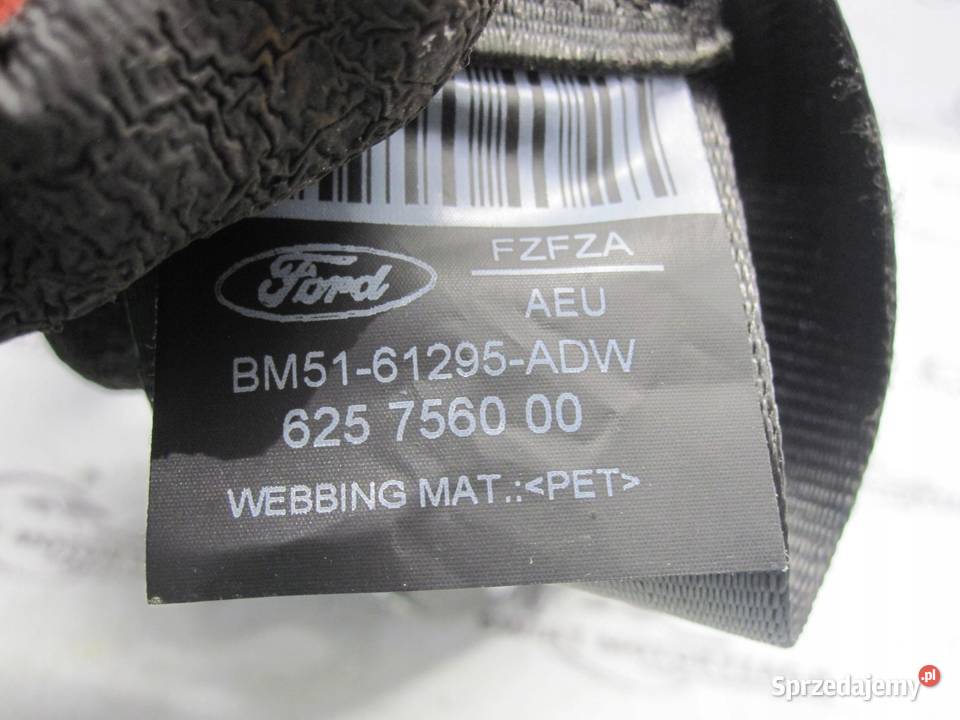 Ford
FZFZA
AEU
BM51-61295-ADW
625 7560 00
WEBBING MAT.:<PET>
Sprzedajemy.pl